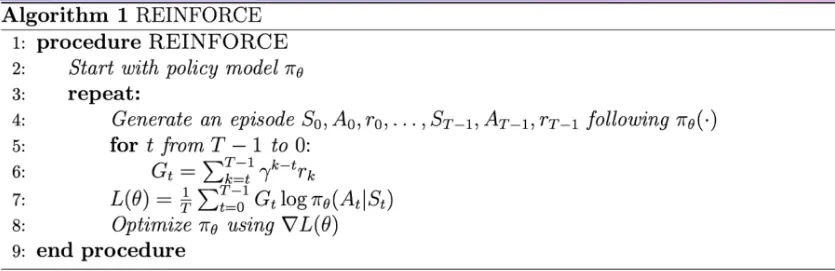 Algorithm 1 REINFORCE
1: procedure REINFORCE
2: Start with policy model π_θ
3: repeat:
4: Generate an episode S_0, A_0, r_0, . . . , S_{T−1}, A_{T−1}, r_{T−1} following π_θ(·)
5: for t from T − 1 to 0:
6: G_t = ∑_{k=t}^{T−1} γ^{k−t} r_k
7: L(θ) = 1/T ∑_{t=0}^{T−1} G_t log π_θ(A_t|S_t)
8: Optimize π_θ using ∇L(θ)
9: end procedure